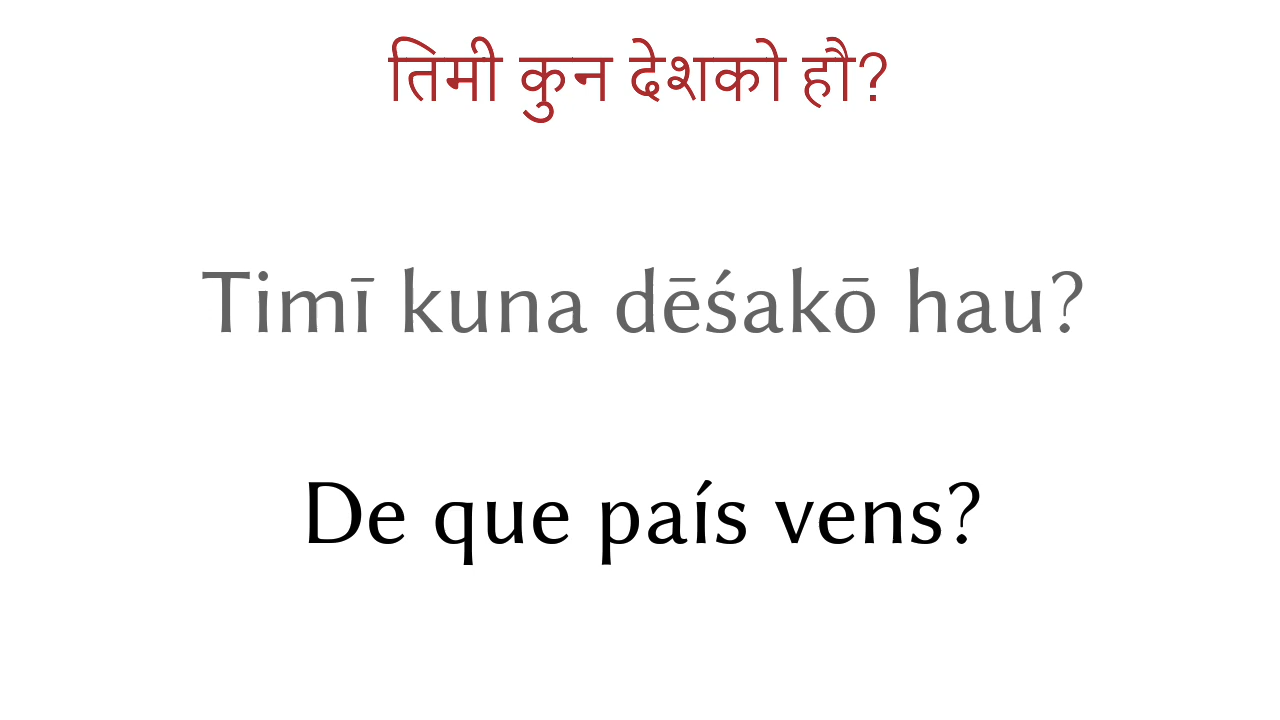 तिमी कुन देशको हौ?
Timī kuna dēśakō hau?
De que país vens?